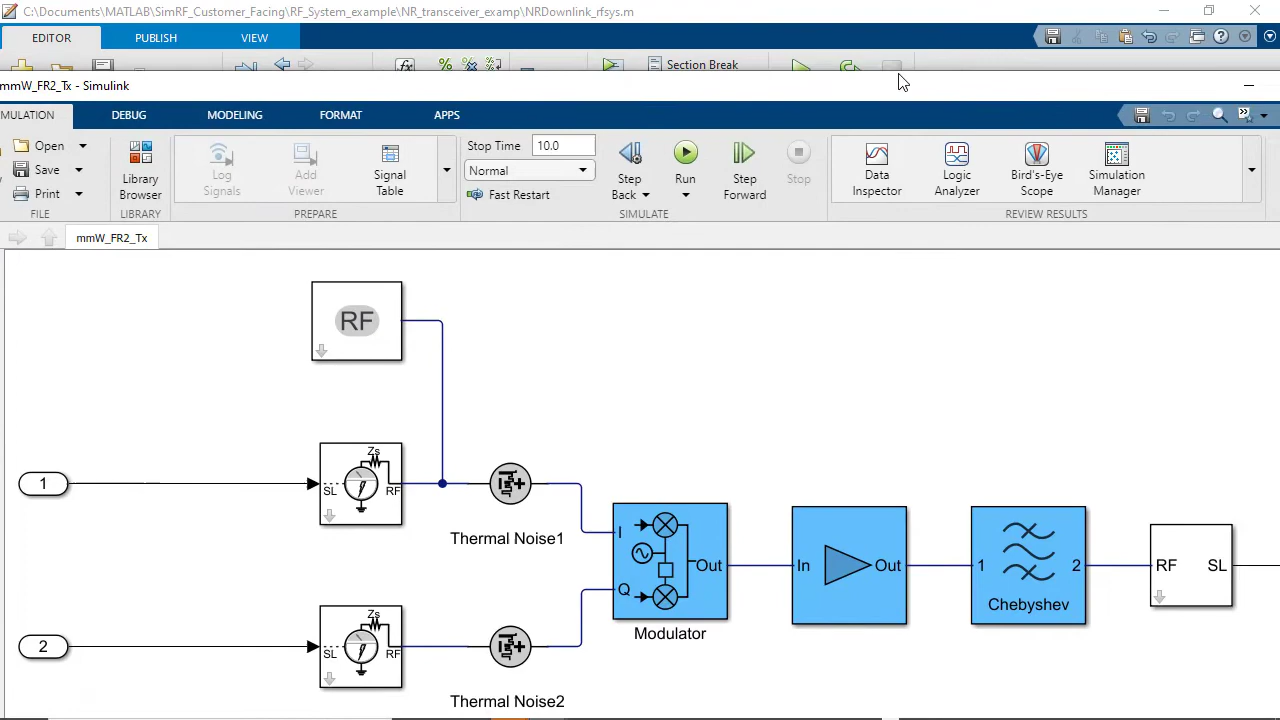 C:\Documents\MATLAB\SimRF_Customer_Facing\RF_System_example\NR_transceiver_examp\NRDownlink_rfsys.m
EDITOR PUBLISH VIEW
fx % % % Section Break
mmW_FR2_Tx - Simulink
IMULATION DEBUG MODELING FORMAT APPS
Open Stop Time 10.0
Save Normal
Print Fast Restart
Library Browser
Log Signals
Add Viewer
Signal Table
Step Back
Run
Step Forward
Stop
Data Inspector
Logic Analyzer
Bird's-Eye Scope
Simulation Manager
FILE LIBRARY PREPARE SIMULATE REVIEW RESULTS
mmW_FR2_Tx
RF
Zs
1 SL RF
Thermal Noise1
I
Out In Out 1 2 RF SL
Q
Chebyshev
Zs
Modulator
2 SL RF
Thermal Noise2